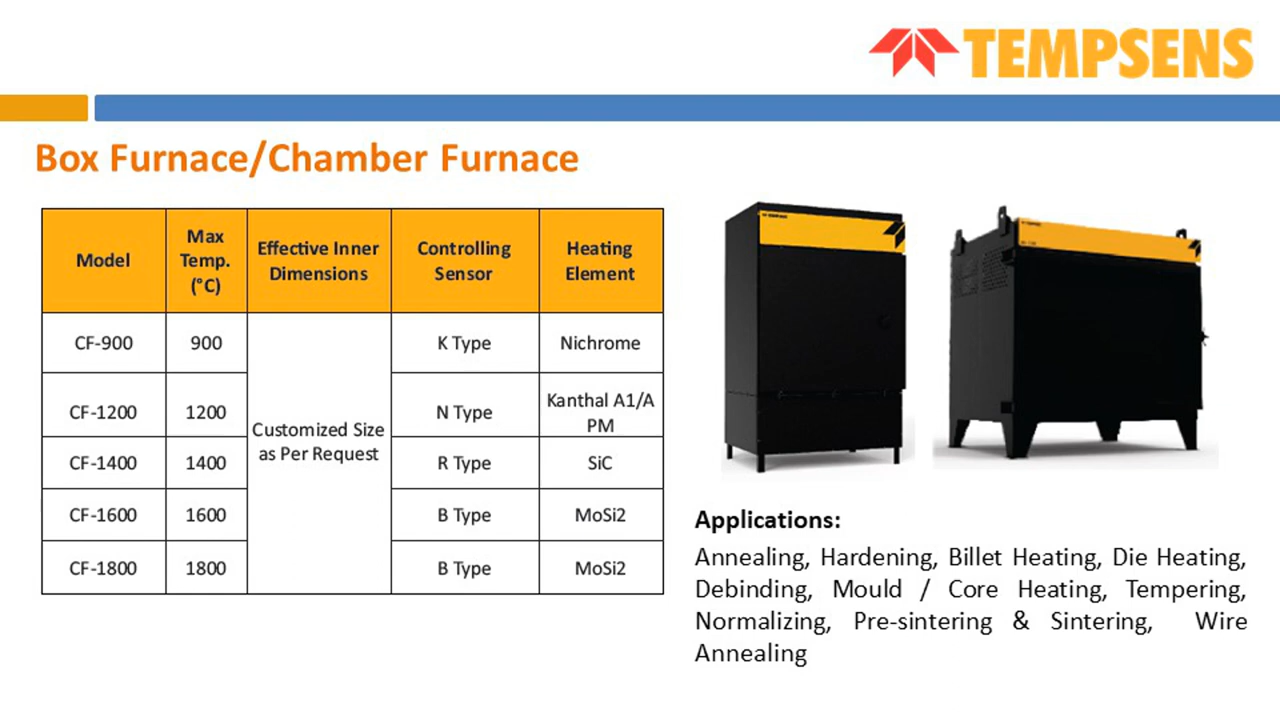 TEMPSENS
Box Furnace/Chamber Furnace
Model
Max
Temp.
(°C)
Effective Inner
Dimensions
Controlling
Sensor
Heating
Element
CF-900
900
K Type
Nichrome
CF-1200
1200
N Type
Kanthal A1/A
PM
Customized Size
as Per Request
CF-1400
1400
R Type
SiC
CF-1600
1600
B Type
MoSi2
CF-1800
1800
B Type
MoSi2
Applications:
Annealing, Hardening, Billet Heating, Die Heating,
Debinding, Mould / Core Heating, Tempering,
Normalizing, Pre-sintering & Sintering, Wire
Annealing